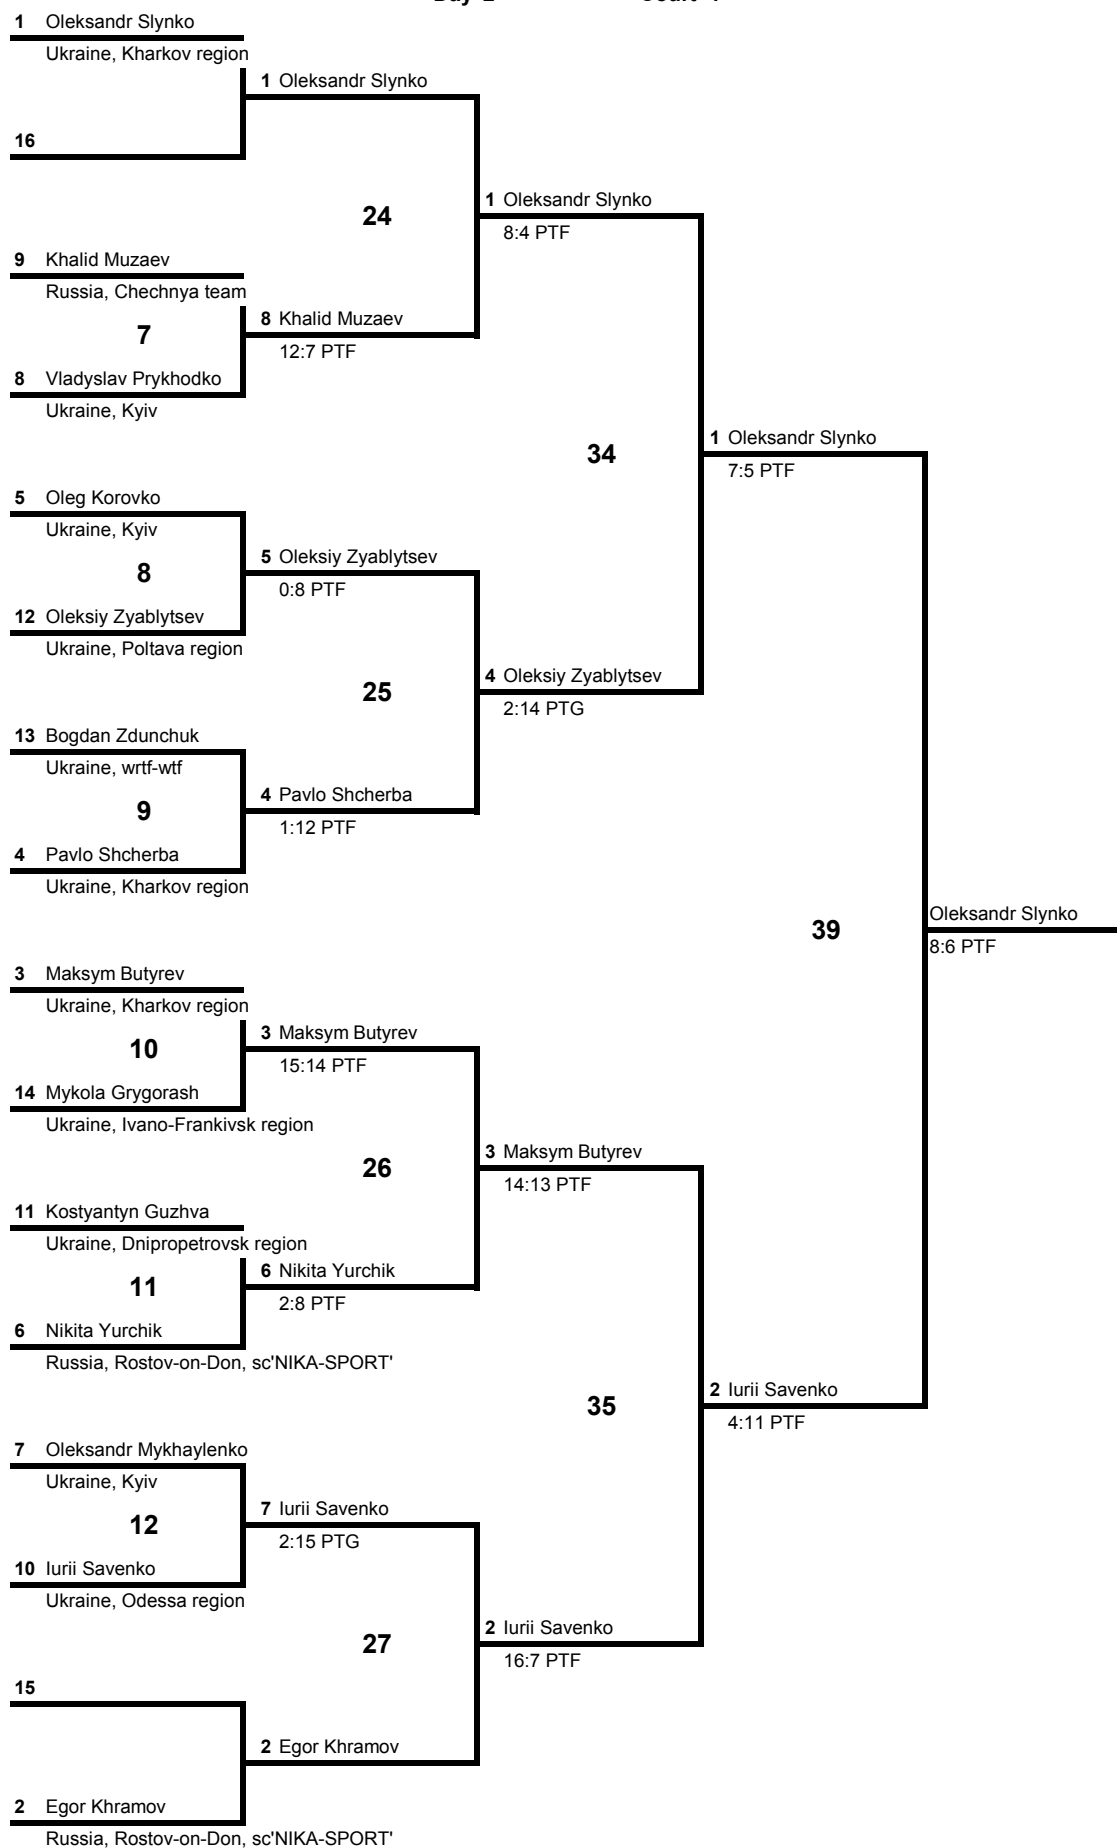 1 Oleksandr Slynko
Ukraine, Kharkov region
1 Oleksandr Slynko
16
1 Oleksandr Slynko
24
8:4 PTF
9 Khalid Muzaev
Russia, Chechnya team
8 Khalid Muzaev
7
12:7 PTF
8 Vladyslav Prykhodko
Ukraine, Kyiv
1 Oleksandr Slynko
34
7:5 PTF
5 Oleg Korovko
Ukraine, Kyiv
5 Oleksiy Zyablytsev
8
0:8 PTF
12 Oleksiy Zyablytsev
Ukraine, Poltava region
4 Oleksiy Zyablytsev
25
2:14 PTG
13 Bogdan Zdunchuk
Ukraine, wrtf-wtf
4 Pavlo Shcherba
9
1:12 PTF
4 Pavlo Shcherba
Ukraine, Kharkov region
Oleksandr Slynko
39
8:6 PTF
3 Maksym Butyrev
Ukraine, Kharkov region
3 Maksym Butyrev
10
15:14 PTF
14 Mykola Grygorash
Ukraine, Ivano-Frankivsk region
3 Maksym Butyrev
26
14:13 PTF
11 Kostyantyn Guzhva
Ukraine, Dnipropetrovsk region
6 Nikita Yurchik
11
2:8 PTF
6 Nikita Yurchik
Russia, Rostov-on-Don, sc'NIKA-SPORT'
2 Iurii Savenko
35
4:11 PTF
7 Oleksandr Mykhaylenko
Ukraine, Kyiv
7 Iurii Savenko
12
2:15 PTG
10 Iurii Savenko
Ukraine, Odessa region
2 Iurii Savenko
27
16:7 PTF
15
2 Egor Khramov
2 Egor Khramov
Russia, Rostov-on-Don, sc'NIKA-SPORT'